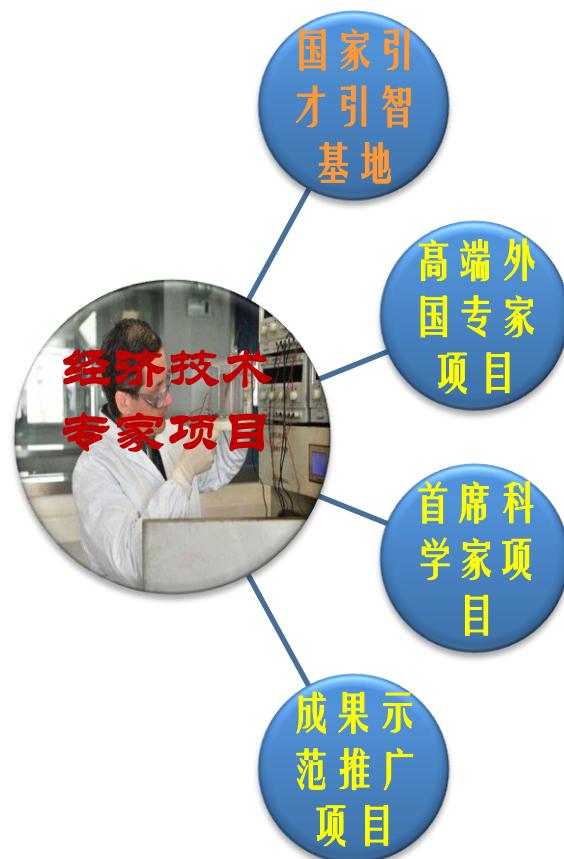 国家引
才引智
基地
高端外
国专家
项目
经济技术
专家项目
首席科
学家项
目
成果示
范推广
项目